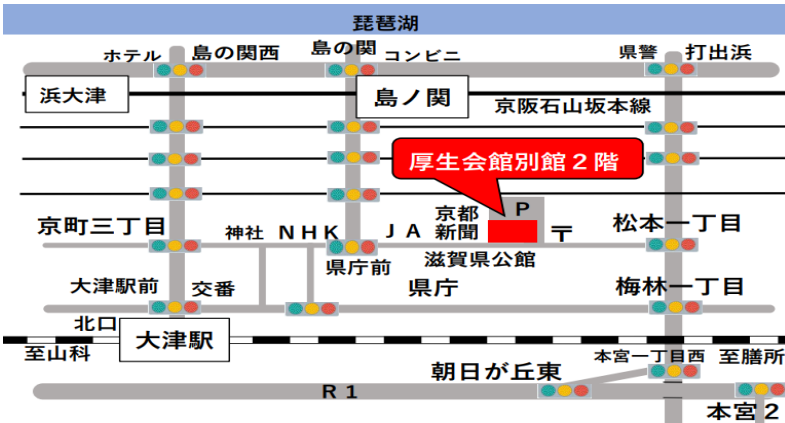 琵琶湖
ホテル
島の関西
島の関
コンビニ
県警
打出浜
浜大津
島ノ関
京阪石山坂本線
厚生会館別館２階
京町三丁目
神社
ＮＨＫ
ＪＡ
京都
新聞
P
〒
松本一丁目
県庁前
滋賀県公館
大津駅前
交番
県庁
梅林一丁目
北口
大津駅
至山科
朝日が丘東
本宮一丁目西
至膳所
R１
本宮２